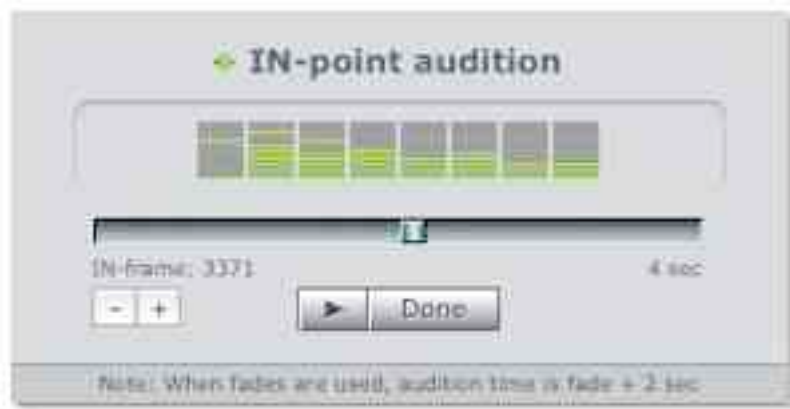 IN-point audition
IN-frame: 3371
4 sec
- +
Done
Note: When fades are used, audition time is fade + 2 sec